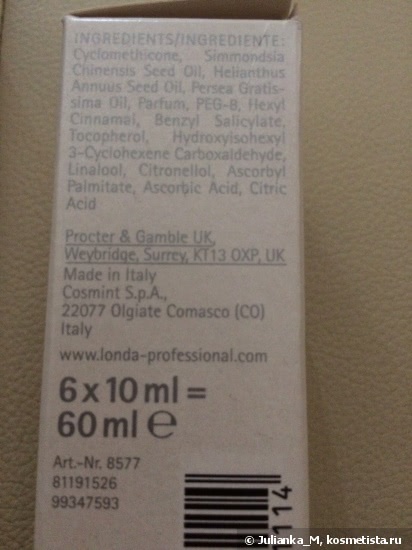 INGREDIENTS/INGREDIENTE:
Cyclomethicone, Simmondsia
Chinensis Seed Oil, Helianthus
Annuus Seed Oil, Persea Gratis-
sima Oil, Parfum, PEG-8, Hexyl
Cinnamal, Benzyl Salicylate,
Tocopherol, Hydroxyisohexyl
3-Cyclohexene Carboxaldehyde,
Linalool, Citronellol, Ascorbyl
Palmitate, Ascorbic Acid, Citric
Acid
Procter & Gamble UK,
Weybridge, Surrey, KT13 0XP, UK
Made in Italy
Cosmint S.p.A.,
22077 Olgiate Comasco (CO)
Italy
www.londa-professional.com
6 x 10 ml =
60 ml ℮
Art.-Nr. 8577
81191526
99347593
114
© Julianka_M, kosmetista.ru